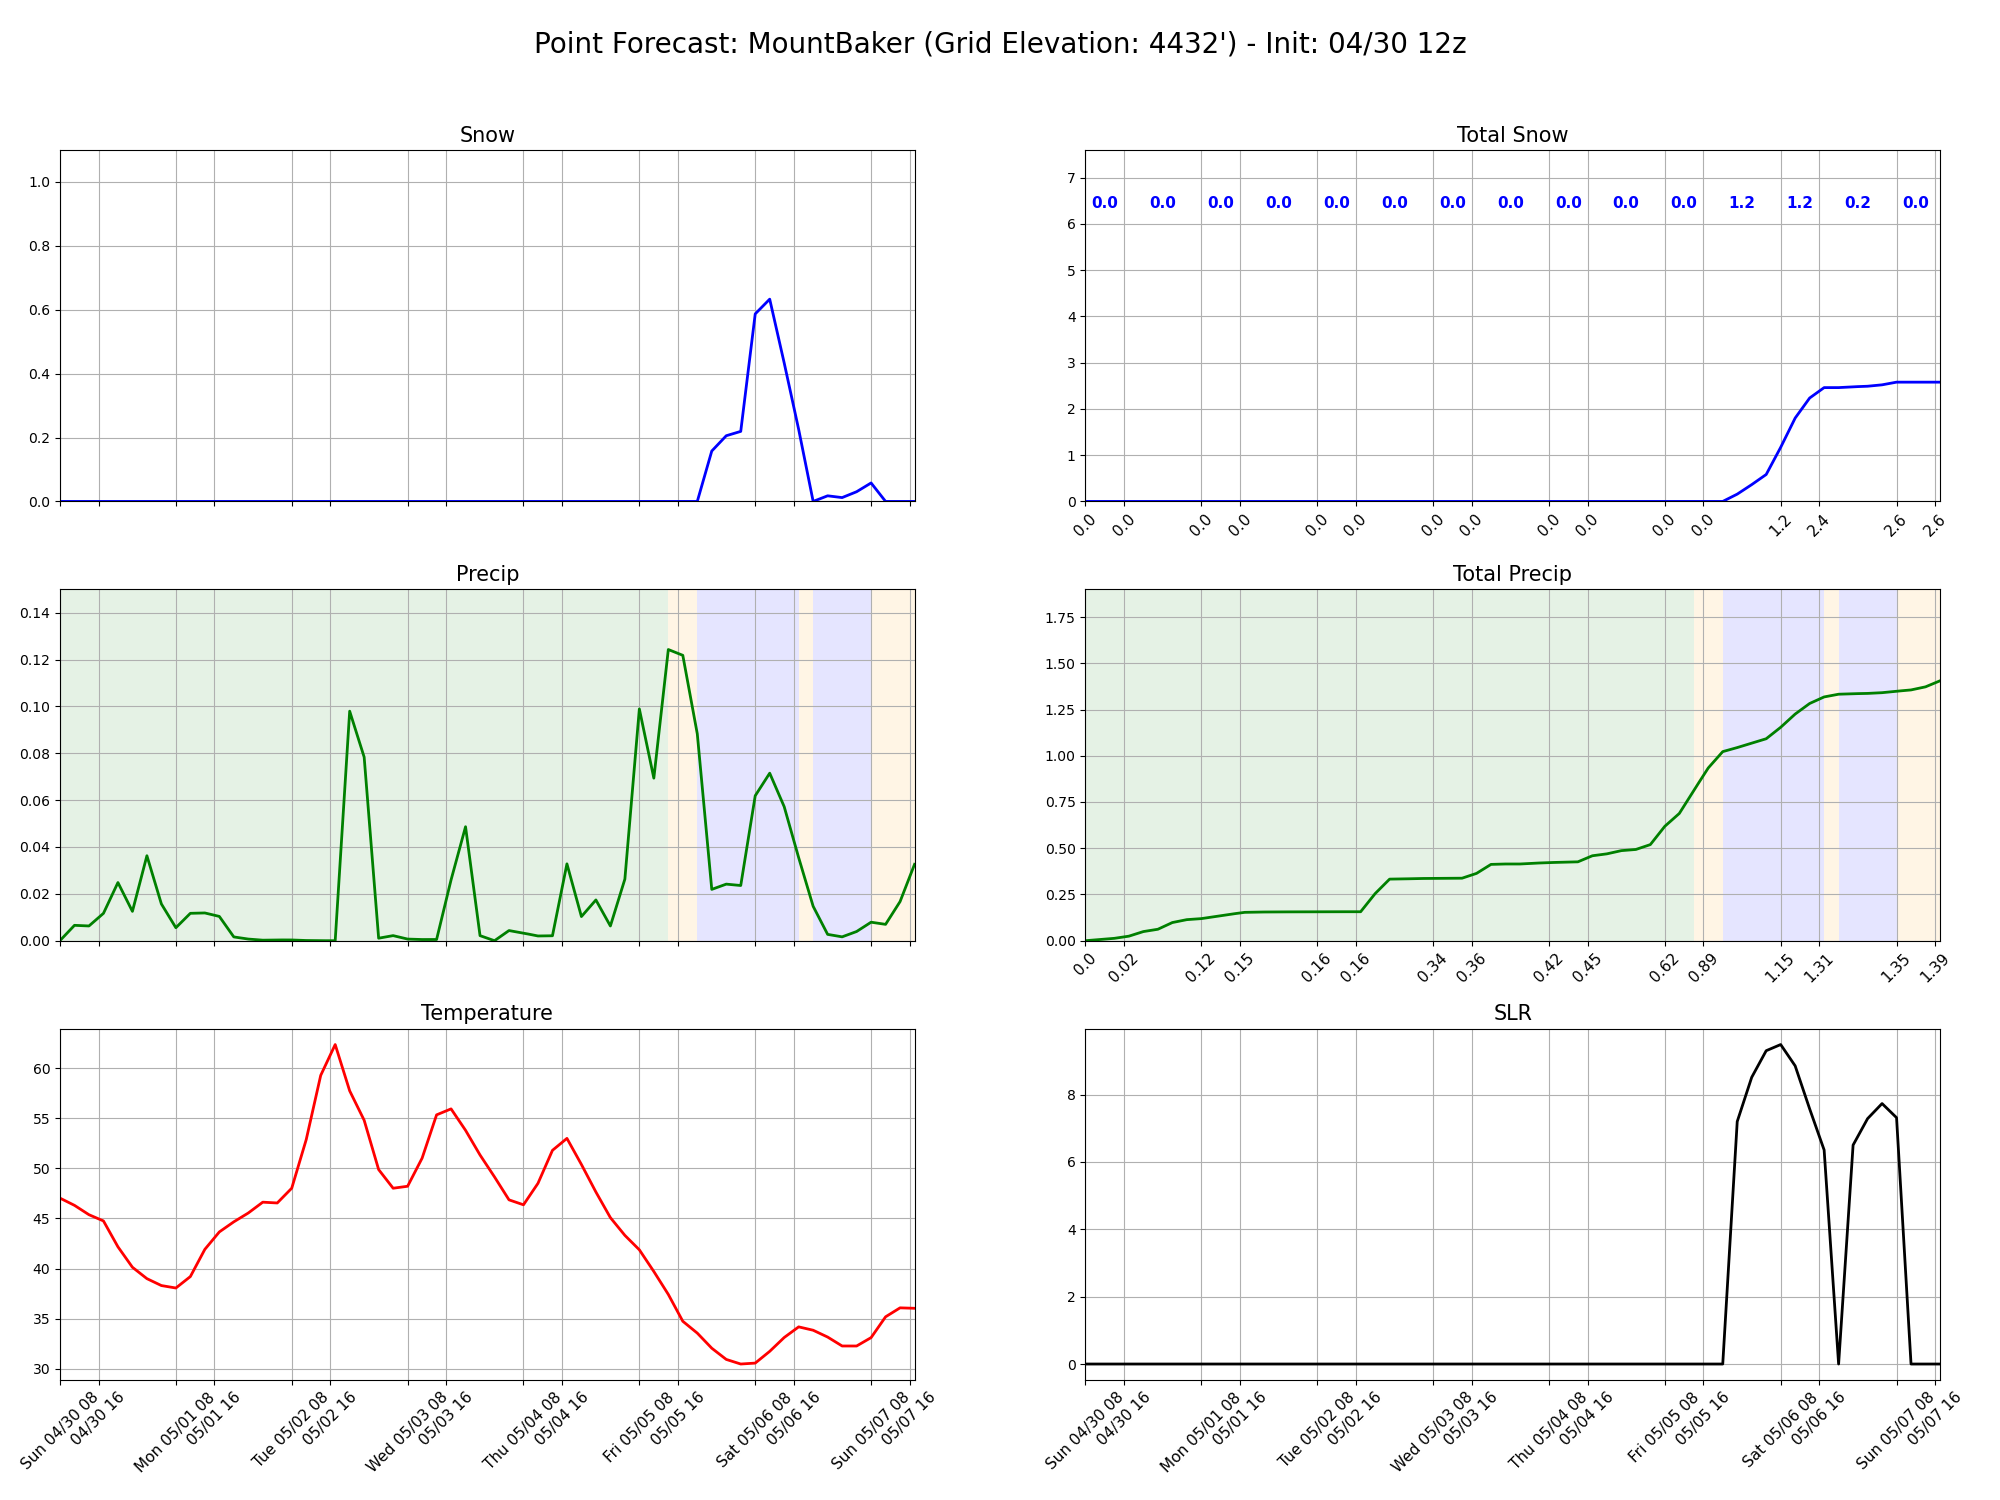 Point Forecast: MountBaker (Grid Elevation: 4432') - Init: 04/30 12z
Snow
1.0
0.8
0.6
0.4
0.2
0.0
Total Snow
7
6
5
4
3
2
1
0
0.0 0.0 0.0 0.0 0.0 0.0 0.0 0.0 0.0 0.0 0.0 1.2 1.2 0.2 0.0
0.0 0.0 0.0 0.0 0.0 0.0 0.0 0.0 0.0 0.0 0.0 0.0 1.2 2.4 2.6 2.6
Precip
0.14
0.12
0.10
0.08
0.06
0.04
0.02
0.00
Total Precip
1.75
1.50
1.25
1.00
0.75
0.50
0.25
0.00
0.0 0.02 0.12 0.15 0.16 0.16 0.34 0.36 0.42 0.45 0.62 0.89 1.15 1.31 1.35 1.39
Temperature
60
55
50
45
40
35
30
Sun 04/30 08
04/30 16
Mon 05/01 08
05/01 16
Tue 05/02 08
05/02 16
Wed 05/03 08
05/03 16
Thu 05/04 08
05/04 16
Fri 05/05 08
05/05 16
Sat 05/06 08
05/06 16
Sun 05/07 08
05/07 16
SLR
8
6
4
2
0
Sun 04/30 08
04/30 16
Mon 05/01 08
05/01 16
Tue 05/02 08
05/02 16
Wed 05/03 08
05/03 16
Thu 05/04 08
05/04 16
Fri 05/05 08
05/05 16
Sat 05/06 08
05/06 16
Sun 05/07 08
05/07 16